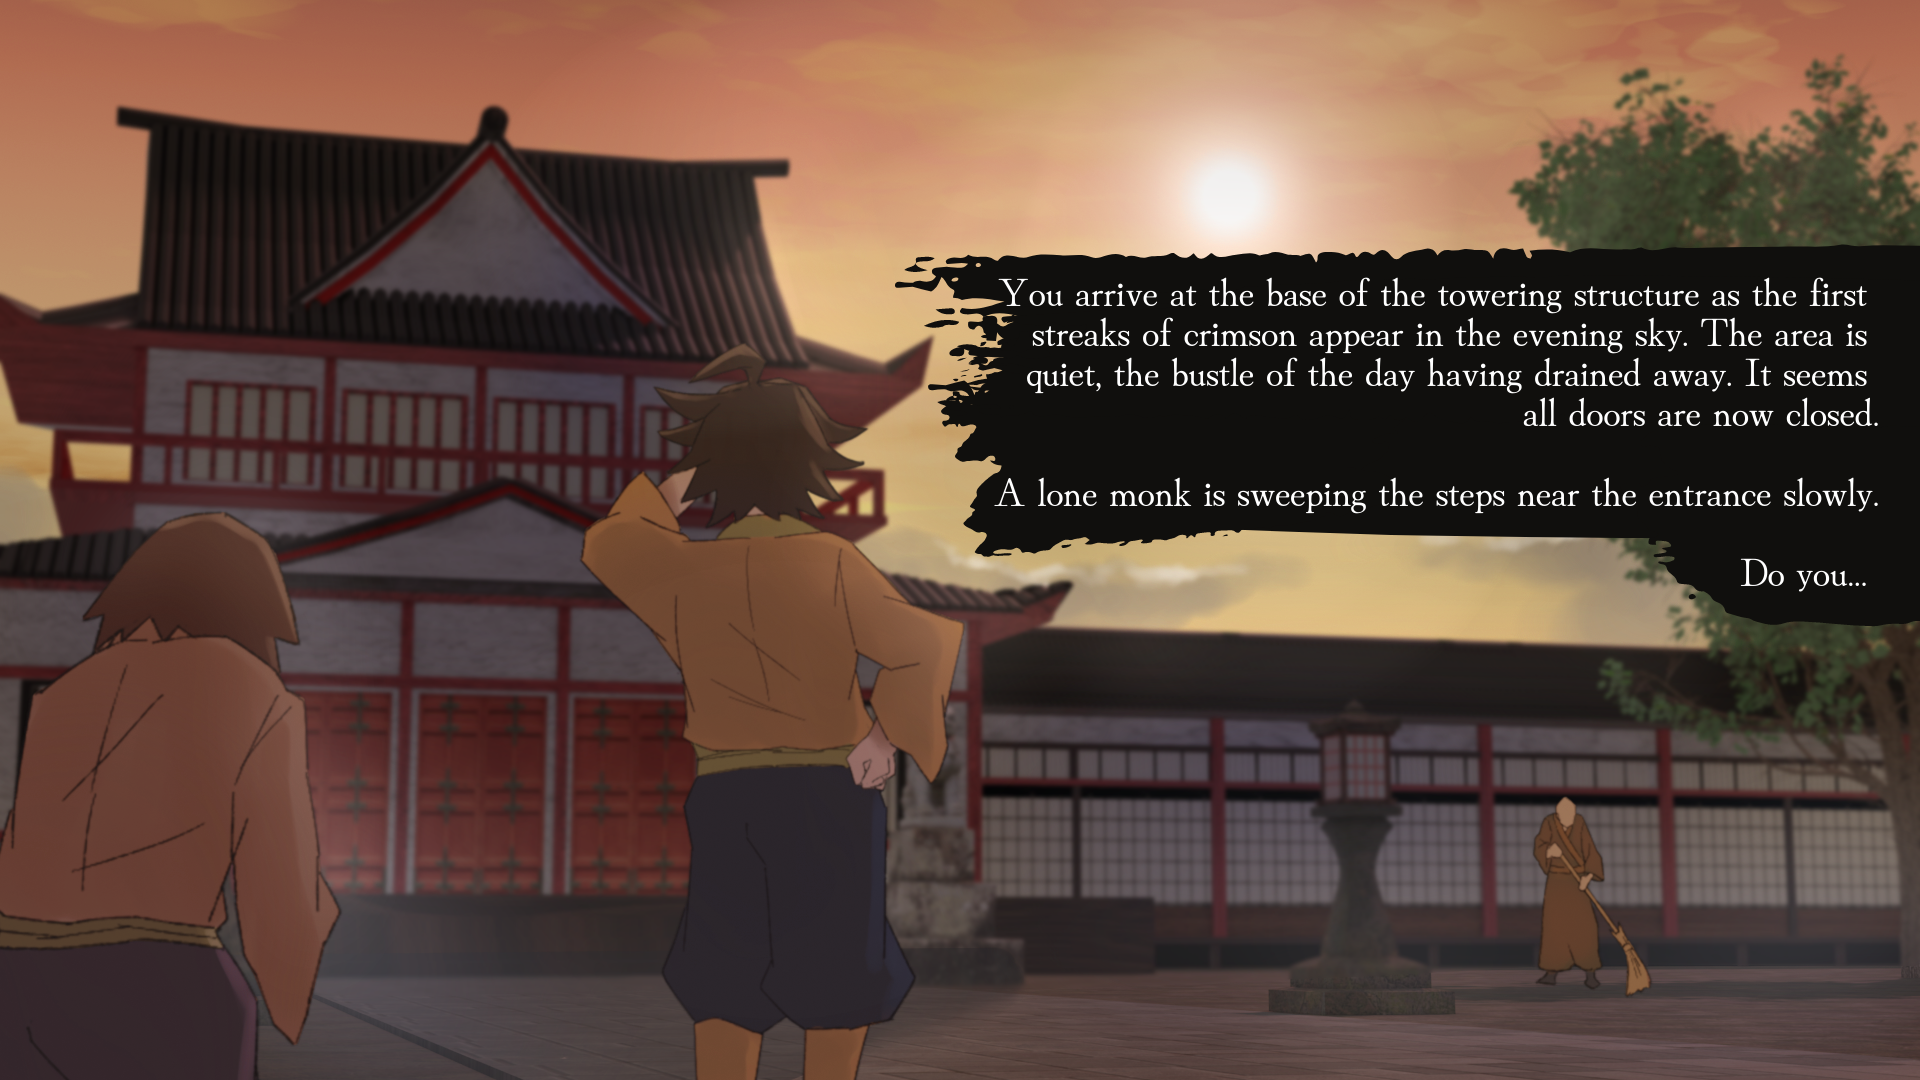 You arrive at the base of the towering structure as the first
streaks of crimson appear in the evening sky. The area is
quiet, the bustle of the day having drained away. It seems
all doors are now closed.
A lone monk is sweeping the steps near the entrance slowly.
Do you...